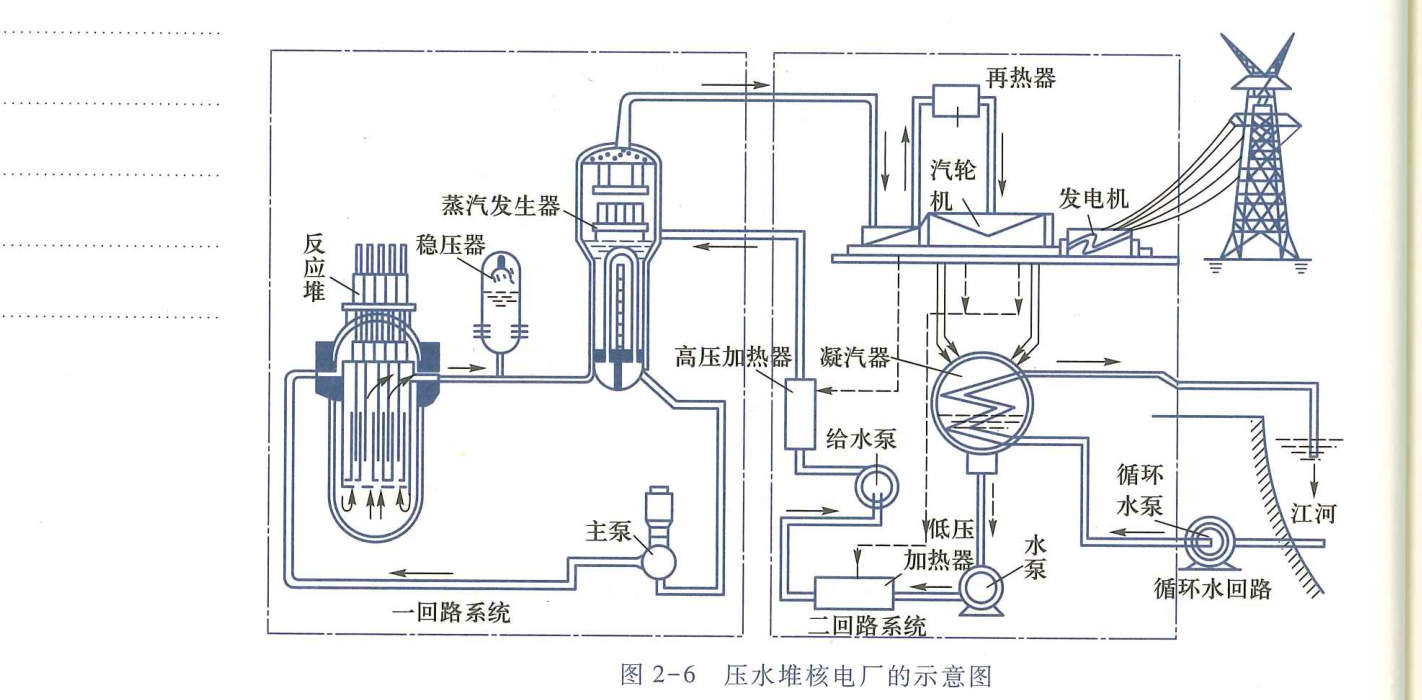 再热器
汽轮
机
发电机
蒸汽发生器
稳压器
反
应
堆
高压加热器
凝汽器
给水泵
循环
水泵
江河
主泵
低压
加热器
水
泵
循环水回路
一回路系统
二回路系统
图 2-6 压水堆核电厂的示意图